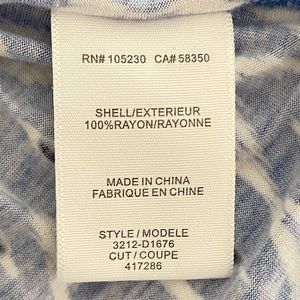 RN# 105230 CA# 58350
SHELL/EXTERIEUR
100%RAYON/RAYONNE
MADE IN CHINA
FABRIQUE EN CHINE
STYLE / MODELE
3212-D1676
CUT / COUPE
417286